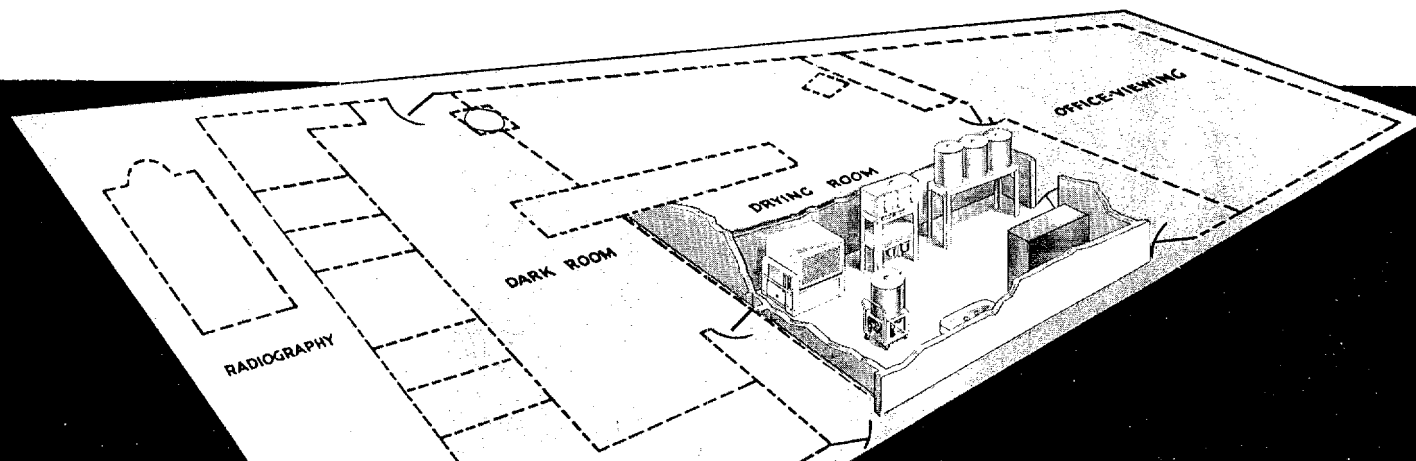 OFFICE-VIEWING
DRYING ROOM
DARK ROOM
RADIOGRAPHY